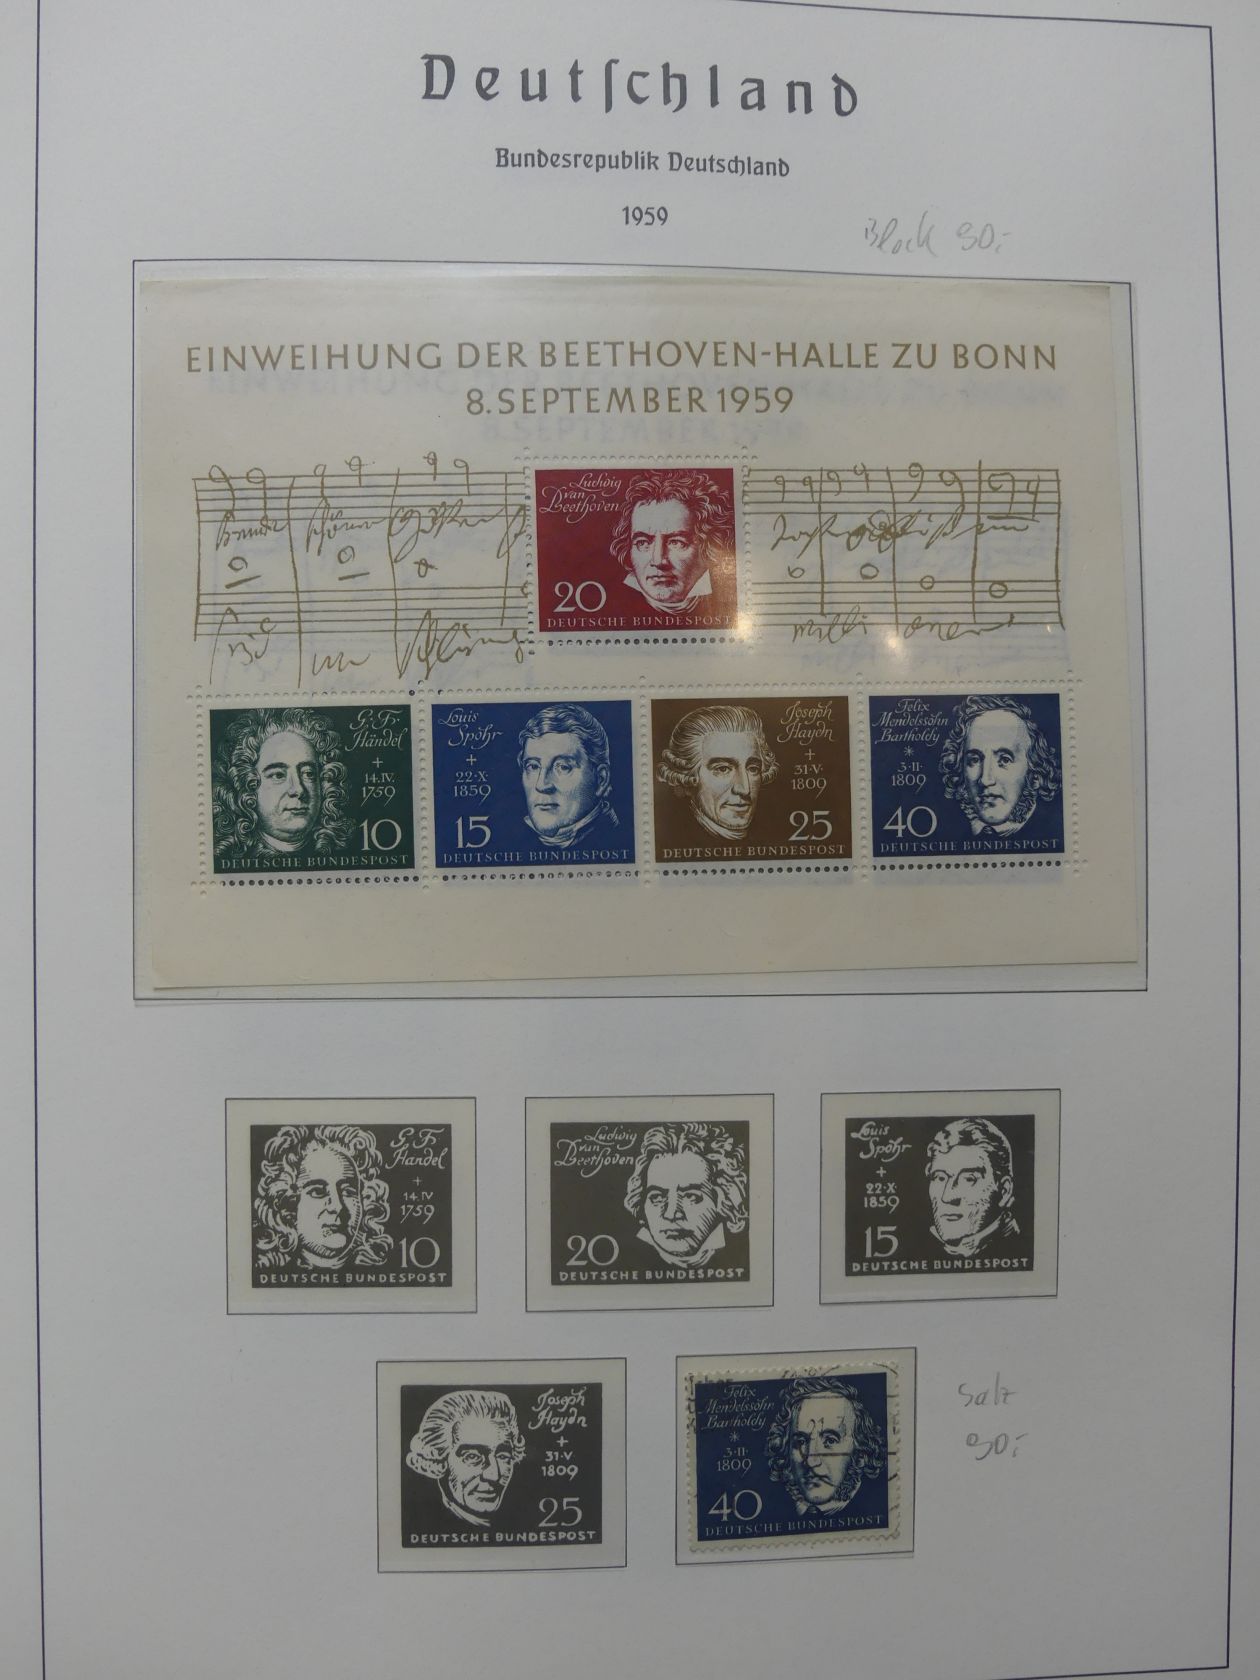 Deutſchland
Bundesrepublik Deutschland
1959
Block 90,-
EINWEIHUNG DER BEETHOVEN-HALLE ZU BONN
8. SEPTEMBER 1959
Ludwig
van
Beethoven
20
DEUTSCHE BUNDESPOST
G. Fr.
Händel
+
14.IV.
1759
10
DEUTSCHE BUNDESPOST
Louis
Spohr
+
22·X·
1859
15
DEUTSCHE BUNDESPOST
Joseph
Haydn
+
31·V·
1809
25
DEUTSCHE BUNDESPOST
Felix
Mendelssohn
Bartholdy
*
3·II·
1809
40
DEUTSCHE BUNDESPOST
G. F.
Handel
+
14.IV
1759
10
DEUTSCHE BUNDESPOST
Ludwig
van
Beethoven
20
DEUTSCHE BUNDESPOST
Louis
Spohr
+
22·X·
1859
15
DEUTSCHE BUNDESPOST
Joseph
Haydn
+
31·V
1809
25
DEUTSCHE BUNDESPOST
Felix
Mendelssohn
Bartholdy
*
3·II·
1809
40
DEUTSCHE BUNDESPOST
Satz
90,-